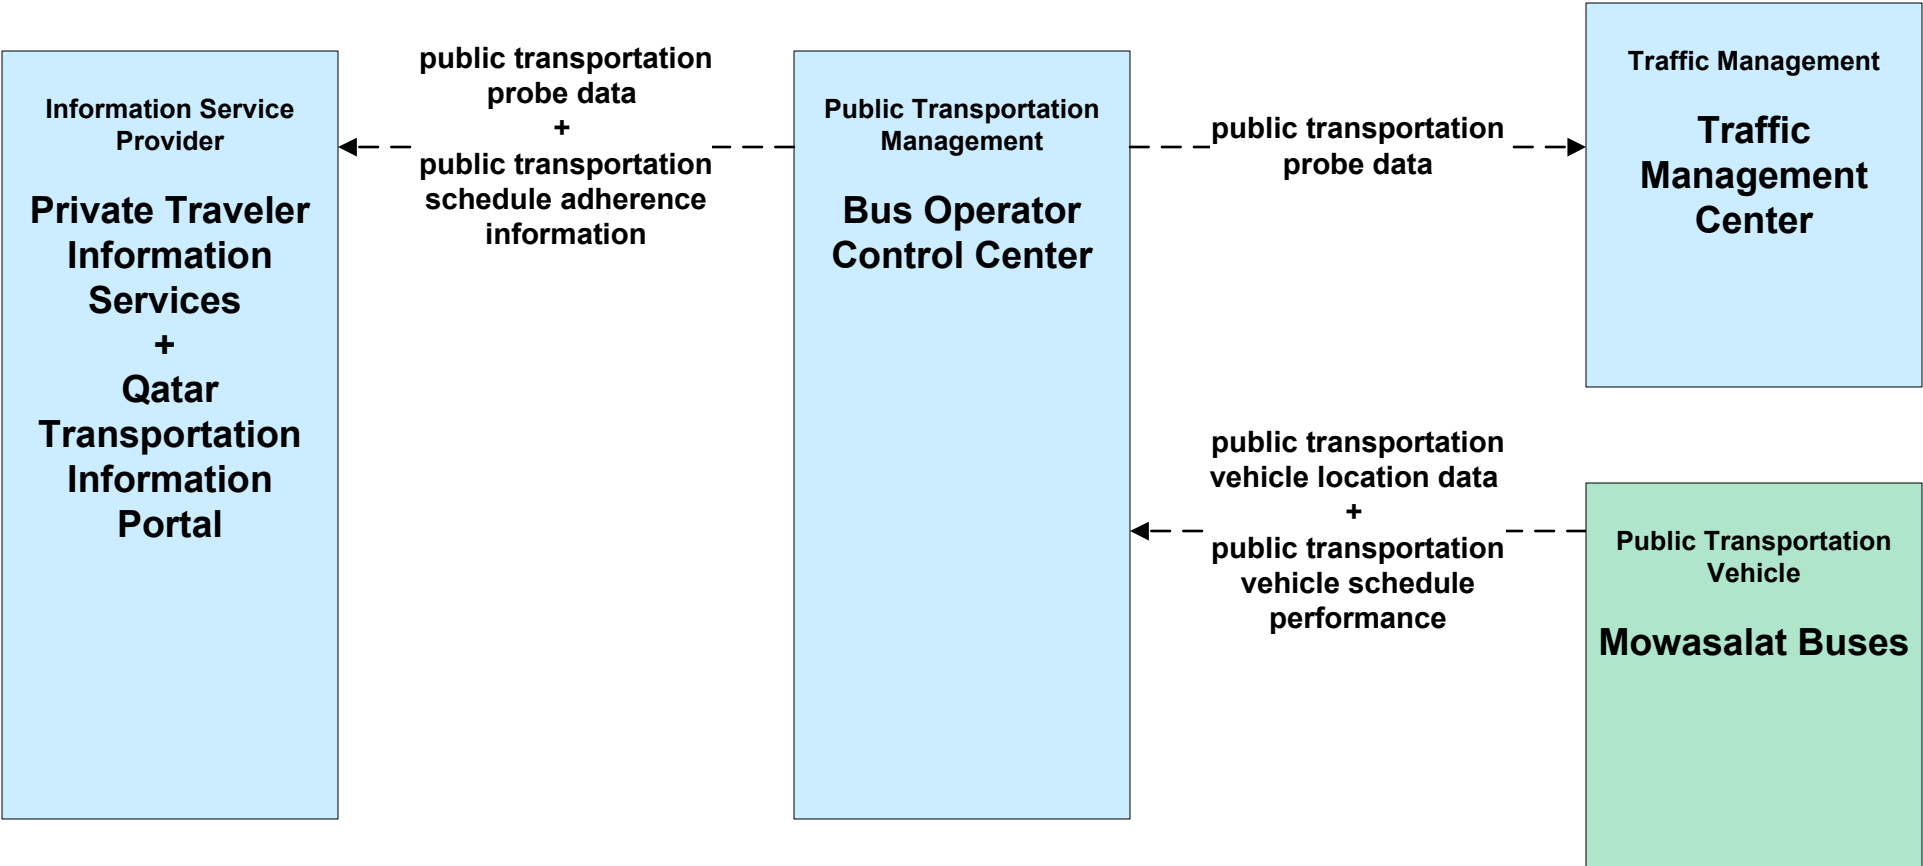 Information Service
Provider
Private Traveler
Information
Services
+
Qatar
Transportation
Information
Portal
public transportation
probe data
+
public transportation
schedule adherence
information
Public Transportation
Management
Bus Operator
Control Center
public transportation
probe data
Traffic Management
Traffic
Management
Center
public transportation
vehicle location data
+
public transportation
vehicle schedule
performance
Public Transportation
Vehicle
Mowasalat Buses